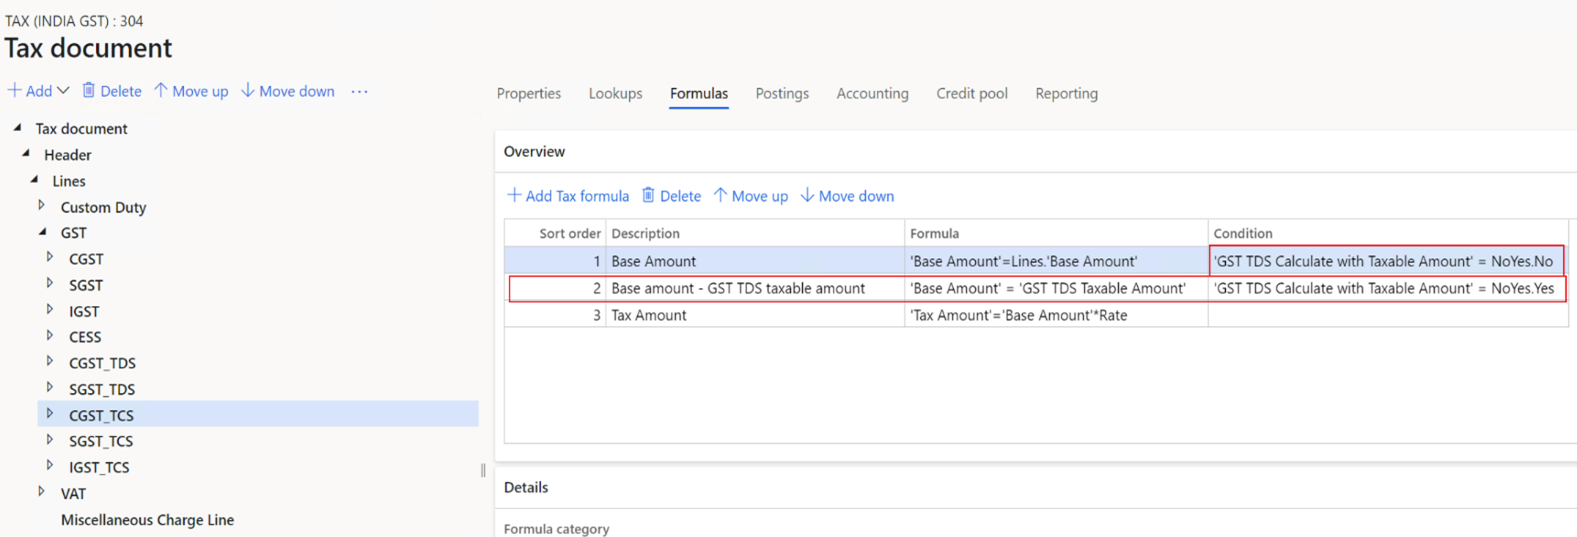 TAX (INDIA GST) : 304
Tax document
Add Delete Move up Move down ...
Tax document
Header
Lines
Custom Duty
GST
CGST
SGST
IGST
CESS
CGST_TDS
SGST_TDS
CGST_TCS
SGST_TCS
IGST_TCS
VAT
Miscellaneous Charge Line
Properties Lookups Formulas Postings Accounting Credit pool Reporting
Overview
Add Tax formula Delete Move up Move down
Sort order Description Formula Condition
1 Base Amount 'Base Amount'=Lines.'Base Amount' 'GST TDS Calculate with Taxable Amount' = NoYes.No
2 Base amount - GST TDS taxable amount 'Base Amount' = 'GST TDS Taxable Amount' 'GST TDS Calculate with Taxable Amount' = NoYes.Yes
3 Tax Amount 'Tax Amount'='Base Amount'*Rate
Details
Formula category